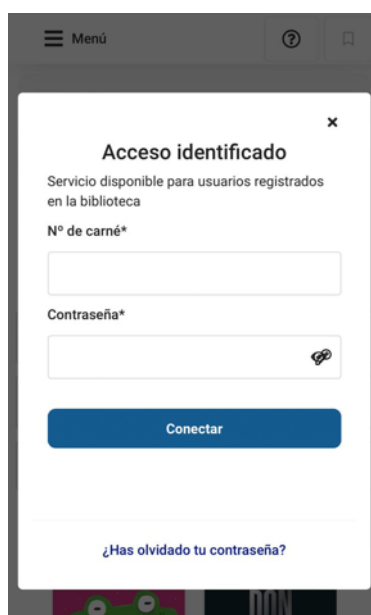 Menú
Acceso identificado
Servicio disponible para usuarios registrados
en la biblioteca
Nº de carné*
Contraseña*
Conectar
¿Has olvidado tu contraseña?
DON